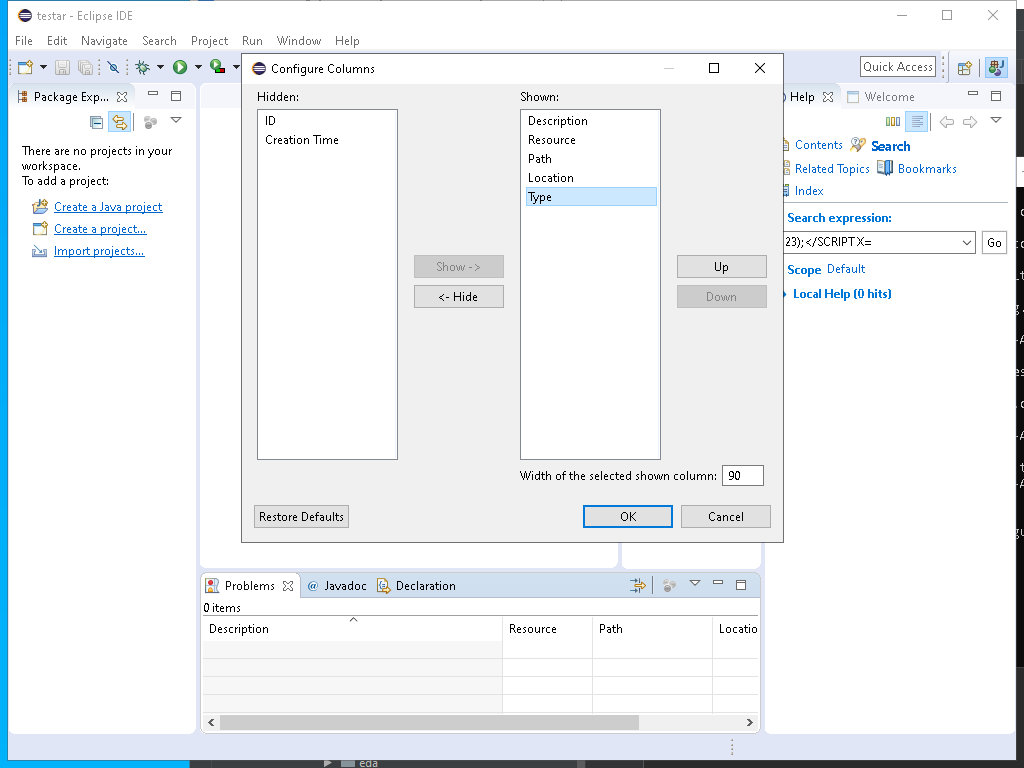 testar - Eclipse IDE
File Edit Navigate Search Project Run Window Help
Quick Access
Package Exp...
There are no projects in your
workspace.
To add a project:
Create a Java project
Create a project...
Import projects...
Configure Columns
Hidden:
ID
Creation Time
Show ->
<- Hide
Shown:
Description
Resource
Path
Location
Type
Up
Down
Width of the selected shown column: 90
Restore Defaults
OK
Cancel
Help
Welcome
Contents
Search
Related Topics
Bookmarks
Index
Search expression:
23);</SCRIPTX=
Go
Scope Default
Local Help (0 hits)
Problems
@ Javadoc
Declaration
0 items
Description Resource Path Locatio
eda